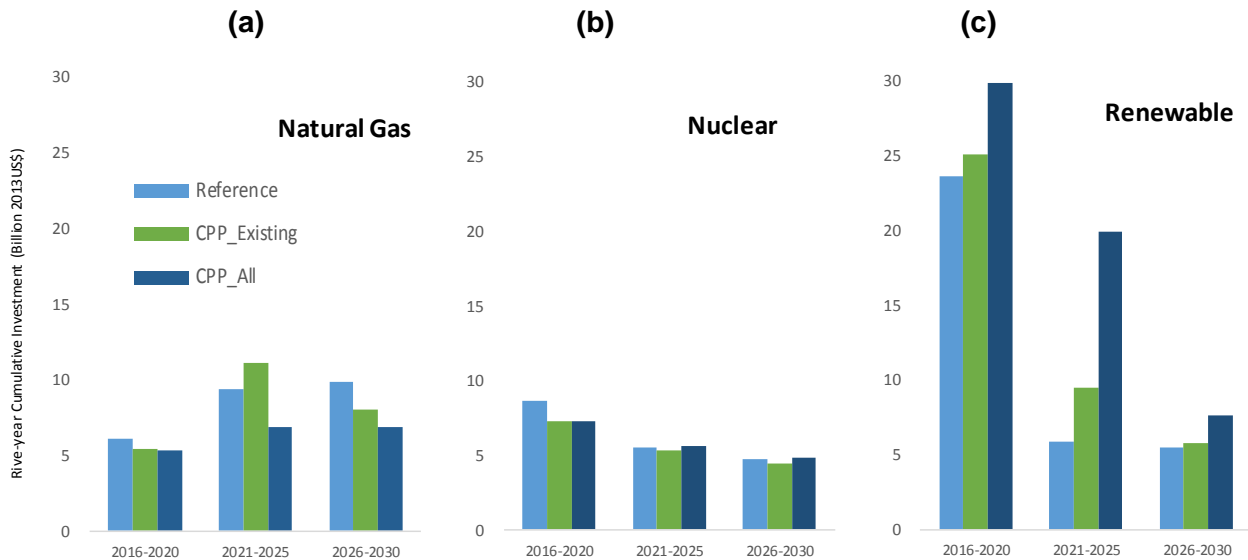 (a)
(b)
(c)
Rive-year Cumulative Investment (Billion 2013US$)
30
25
20
15
10
5
0
Natural Gas
Reference
CPP_Existing
CPP_All
2016-2020 2021-2025 2026-2030
30
25
20
15
10
5
0
Nuclear
2016-2020 2021-2025 2026-2030
30
25
20
15
10
5
0
Renewable
2016-2020 2021-2025 2026-2030